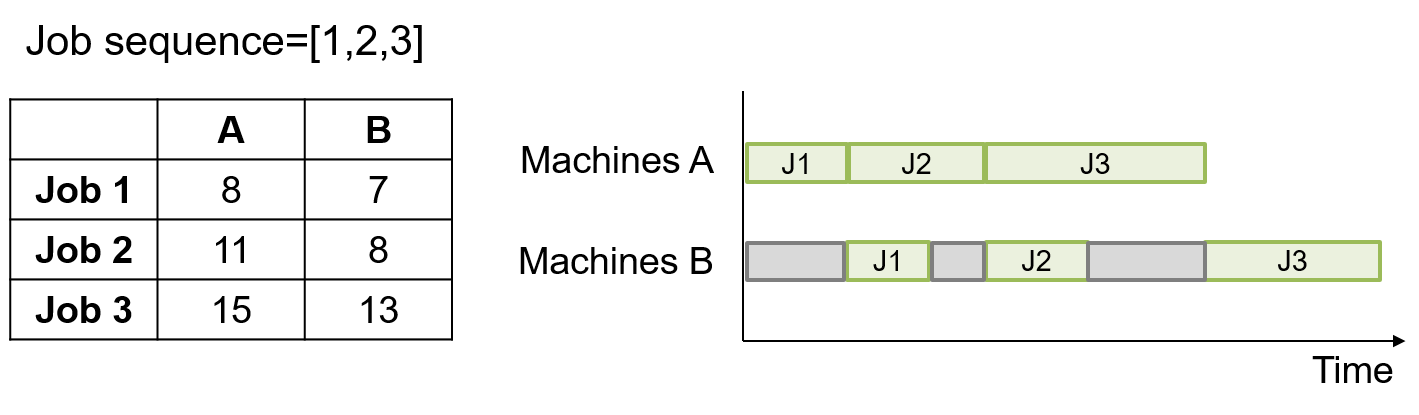 Job sequence=[1,2,3]
A B
Job 1 8 7
Job 2 11 8
Job 3 15 13
Machines A J1 J2 J3
Machines B J1 J2 J3
Time